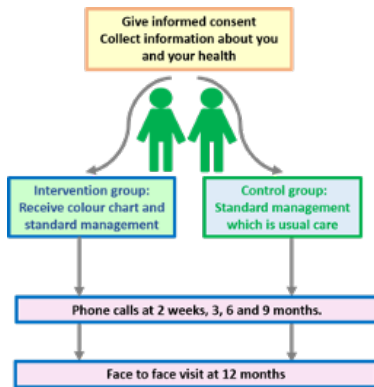 Give informed consent
Collect information about you
and your health
Intervention group:
Receive colour chart and
standard management
Control group:
Standard management
which is usual care
Phone calls at 2 weeks, 3, 6 and 9 months.
Face to face visit at 12 months